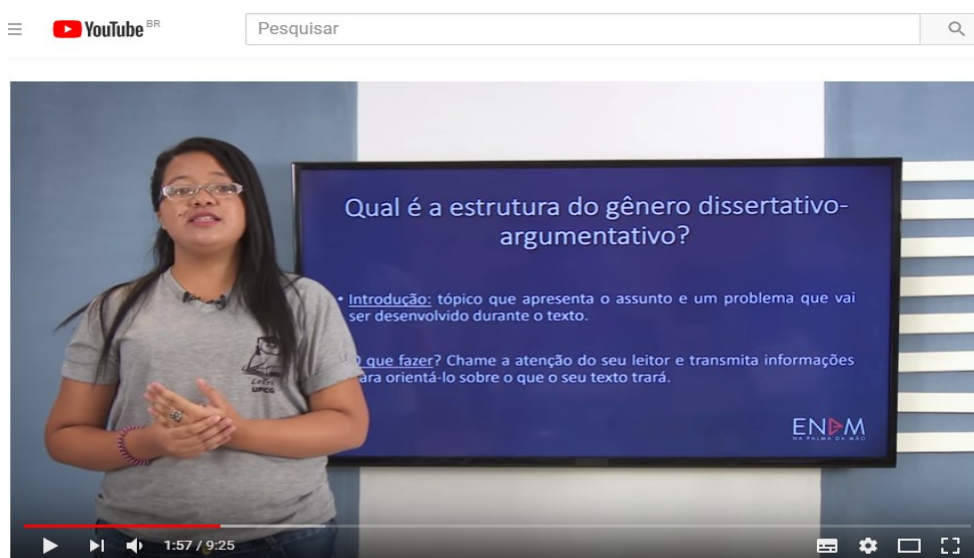 YouTube BR
Pesquisar
Qual é a estrutura do gênero dissertativo-
argumentativo?
• Introdução: tópico que apresenta o assunto e um problema que vai
ser desenvolvido durante o texto.
que fazer? Chame a atenção do seu leitor e transmita informações
ara orientá-lo sobre o que o seu texto trará.
Letras
UFCG
ENEM
NA PALMA DA MÃO
1:57 / 9:25